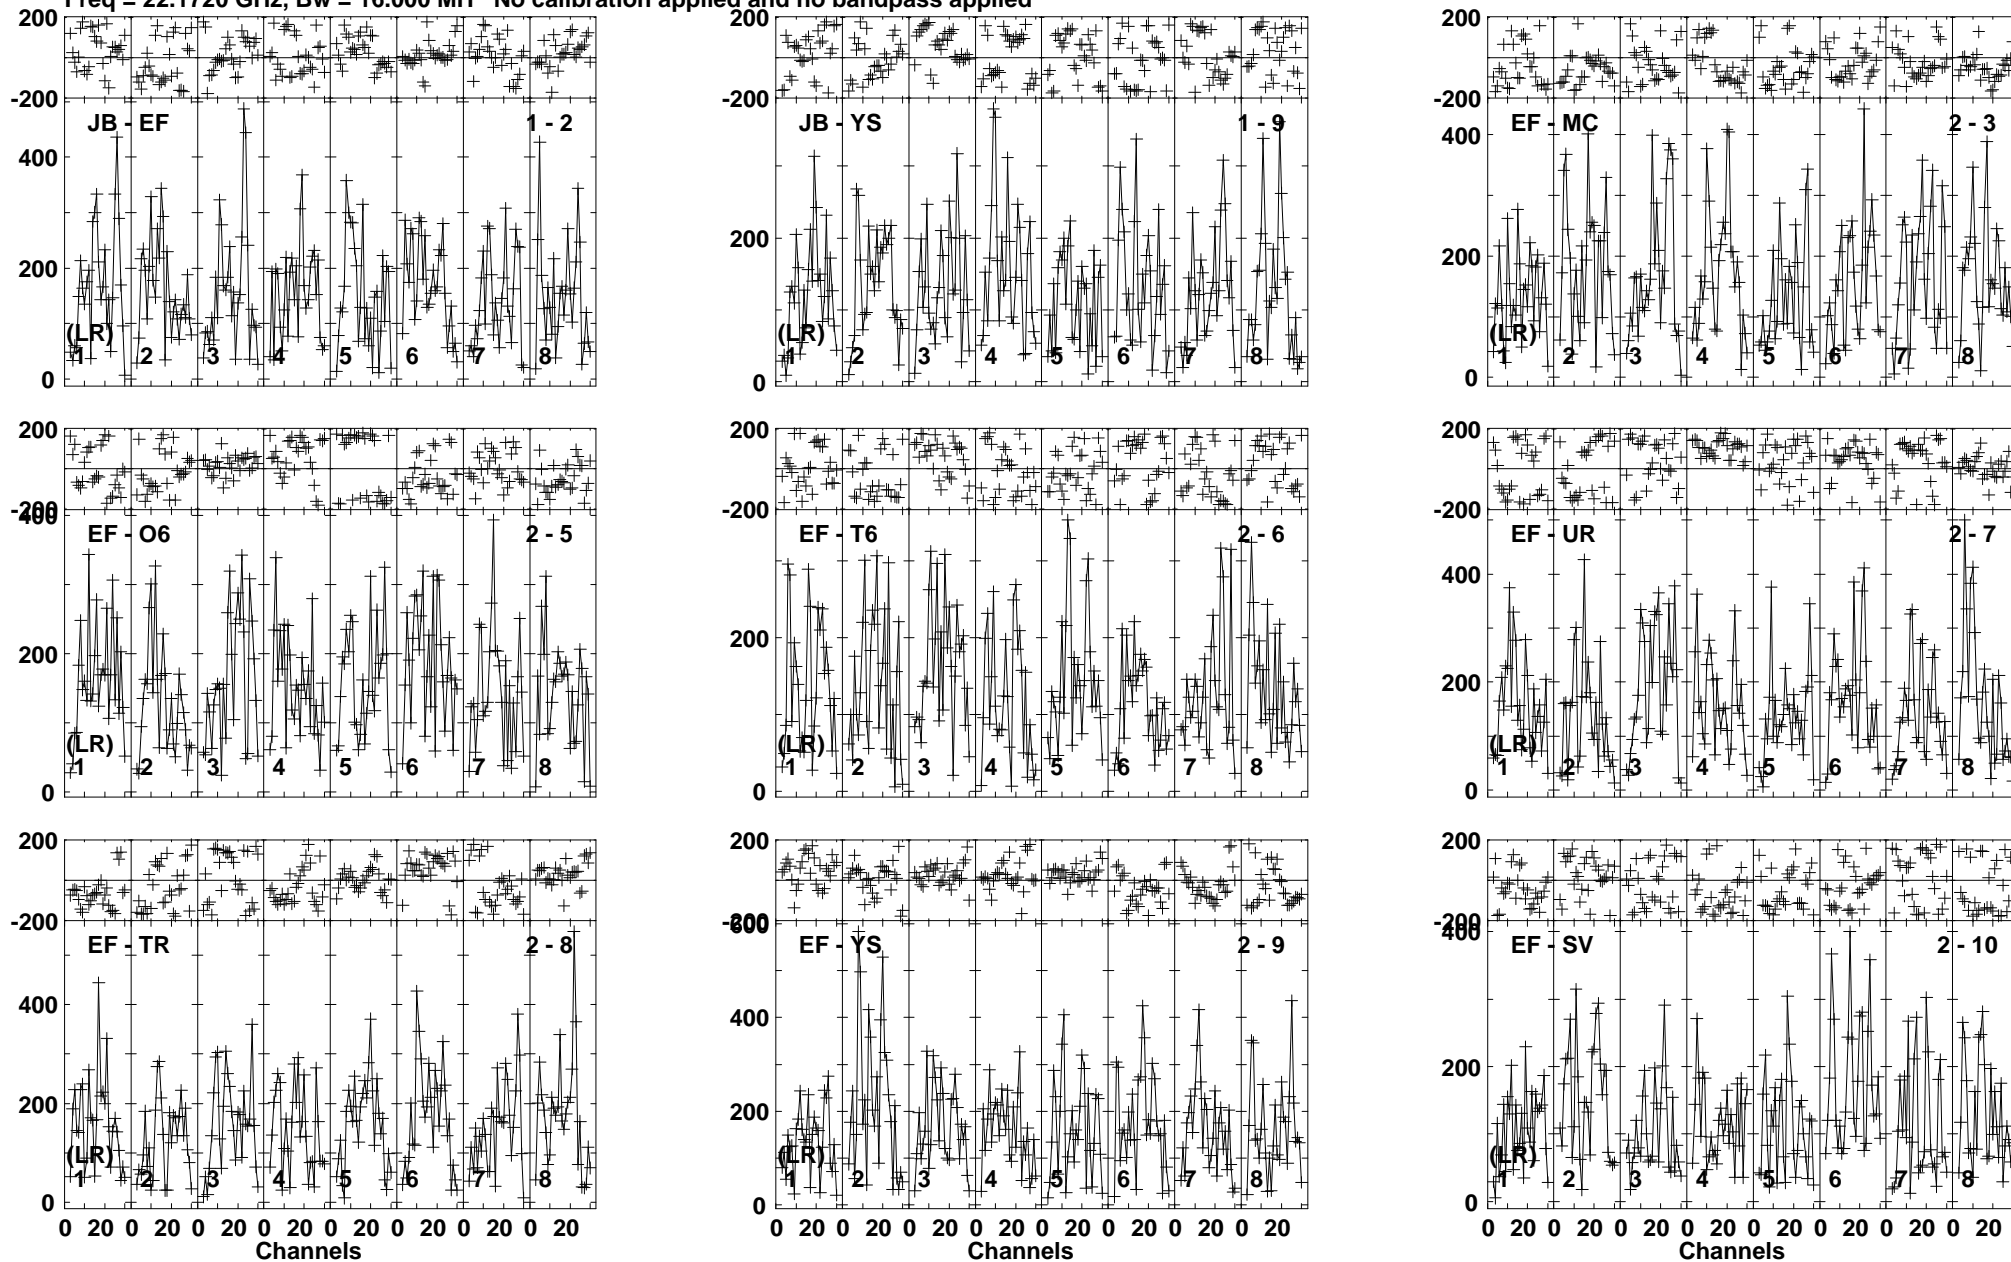 Freq = 22.1720 GHz, Bw = 16.000 MH No calibration applied and no bandpass applied
200 200 200
-200 -200 -200
JB - EF 1 - 2 JB - YS 1 - 9 EF - MC 2 - 3
400 400
200 200 200
(LR) (LR) (LR)
1 2 3 4 5 6 7 8 1 2 3 4 5 6 7 8 1 2 3 4 5 6 7 8
0 0 0
200 200 200
-200 -200 -200
400
EF - O6 2 - 5 EF - T6 2 - 6 EF - UR 2 - 7
400
200 200 200
(LR) (LR) (LR)
1 2 3 4 5 6 7 8 1 2 3 4 5 6 7 8 1 2 3 4 5 6 7 8
0 0 0
200 200 200
-200 -200 -200
600 400
EF - TR 2 - 8 EF - YS 2 - 9 EF - SV 2 - 10
400 400
200 200 200
(LR) (LR) (LR)
1 2 3 4 5 6 7 8 1 2 3 4 5 6 7 8 1 2 3 4 5 6 7 8
0 0 0
0 20 0 20 0 20 0 20 0 20 0 20 0 20 0 20 0 20 0 20 0 20 0 20 0 20 0 20 0 20 0 20 0 20 0 20 0 20 0 20 0 20 0 20 0 20 0 20
Channels Channels Channels